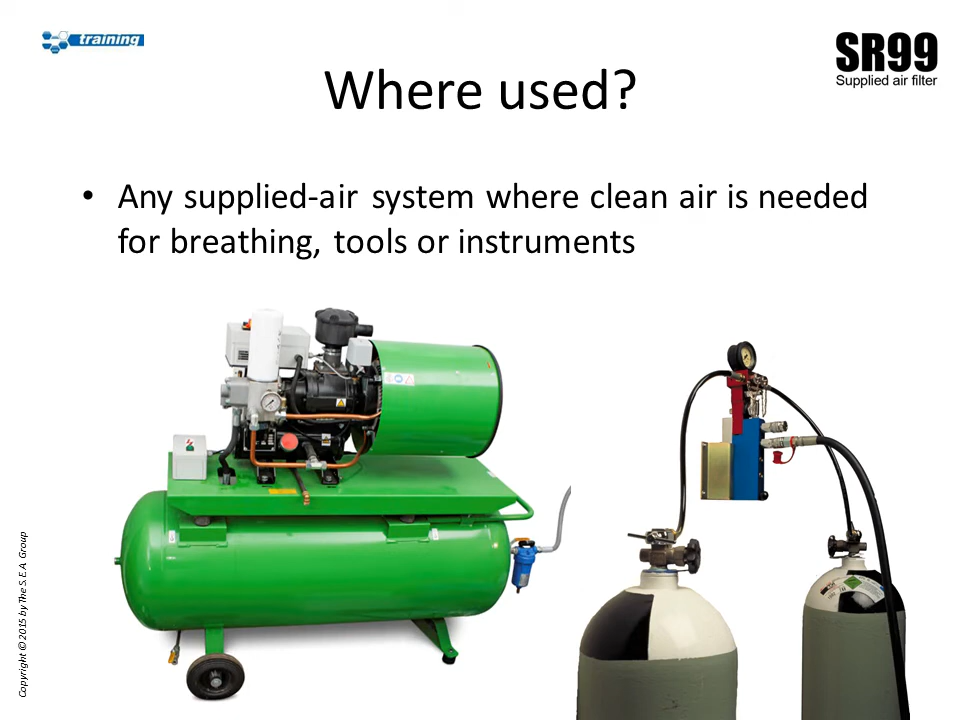 training
SR99
Supplied air filter
Where used?
• Any supplied-air system where clean air is needed
for breathing, tools or instruments
Copyright © 2015 by The S.E.A. Group